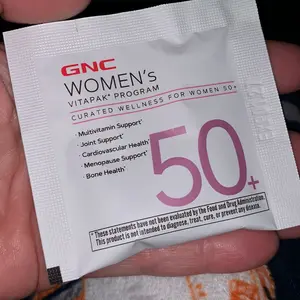 GNC
WOMEN's
VITAPAK® PROGRAM
CURATED WELLNESS FOR WOMEN 50+
· Multivitamin Support*
· Joint Support*
· Cardiovascular Health*
· Menopause Support*
· Bone Health*
50+
* These statements have not been evaluated by the Food and Drug Administration.
This product is not intended to diagnose, treat, cure, or prevent any disease.